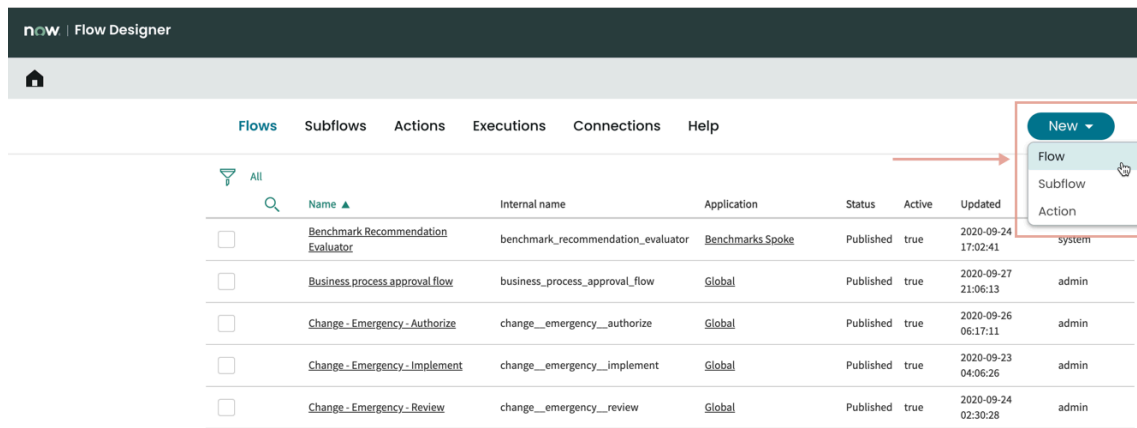 now. | Flow Designer
Flows Subflows Actions Executions Connections Help New
Flow
Subflow
Action
All
Name ▲ Internal name Application Status Active Updated
Benchmark Recommendation Evaluator benchmark_recommendation_evaluator Benchmarks Spoke Published true 2020-09-24 17:02:41 system
Business process approval flow business_process_approval_flow Global Published true 2020-09-27 21:06:13 admin
Change - Emergency - Authorize change__emergency__authorize Global Published true 2020-09-26 06:17:11 admin
Change - Emergency - Implement change__emergency__implement Global Published true 2020-09-23 04:06:26 admin
Change - Emergency - Review change__emergency__review Global Published true 2020-09-24 02:30:28 admin